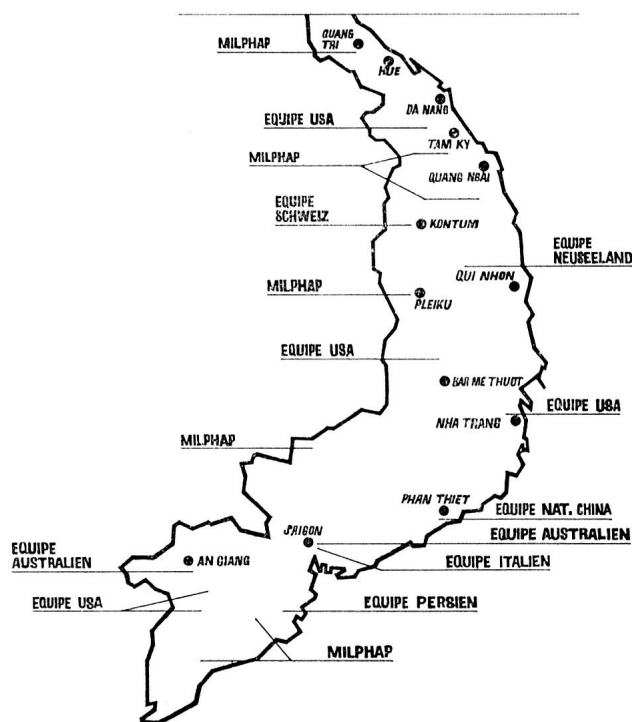 QUANG
TRI
MILPHAP
HUE
DA NANG
EQUIPE USA
TAM KY
MILPHAP
QUANG NGAI
EQUIPE
SCHWEIZ
KONTUM
EQUIPE
NEUSEELAND
QUI NHON
MILPHAP
PLEIKU
EQUIPE USA
BAR ME THUOT
EQUIPE USA
NHA TRANG
MILPHAP
PHAN THIET
EQUIPE NAT. CHINA
SAIGON
EQUIPE AUSTRALIEN
EQUIPE
AUSTRALIEN
AN GIANG
EQUIPE ITALIEN
EQUIPE USA
EQUIPE PERSIEN
MILPHAP